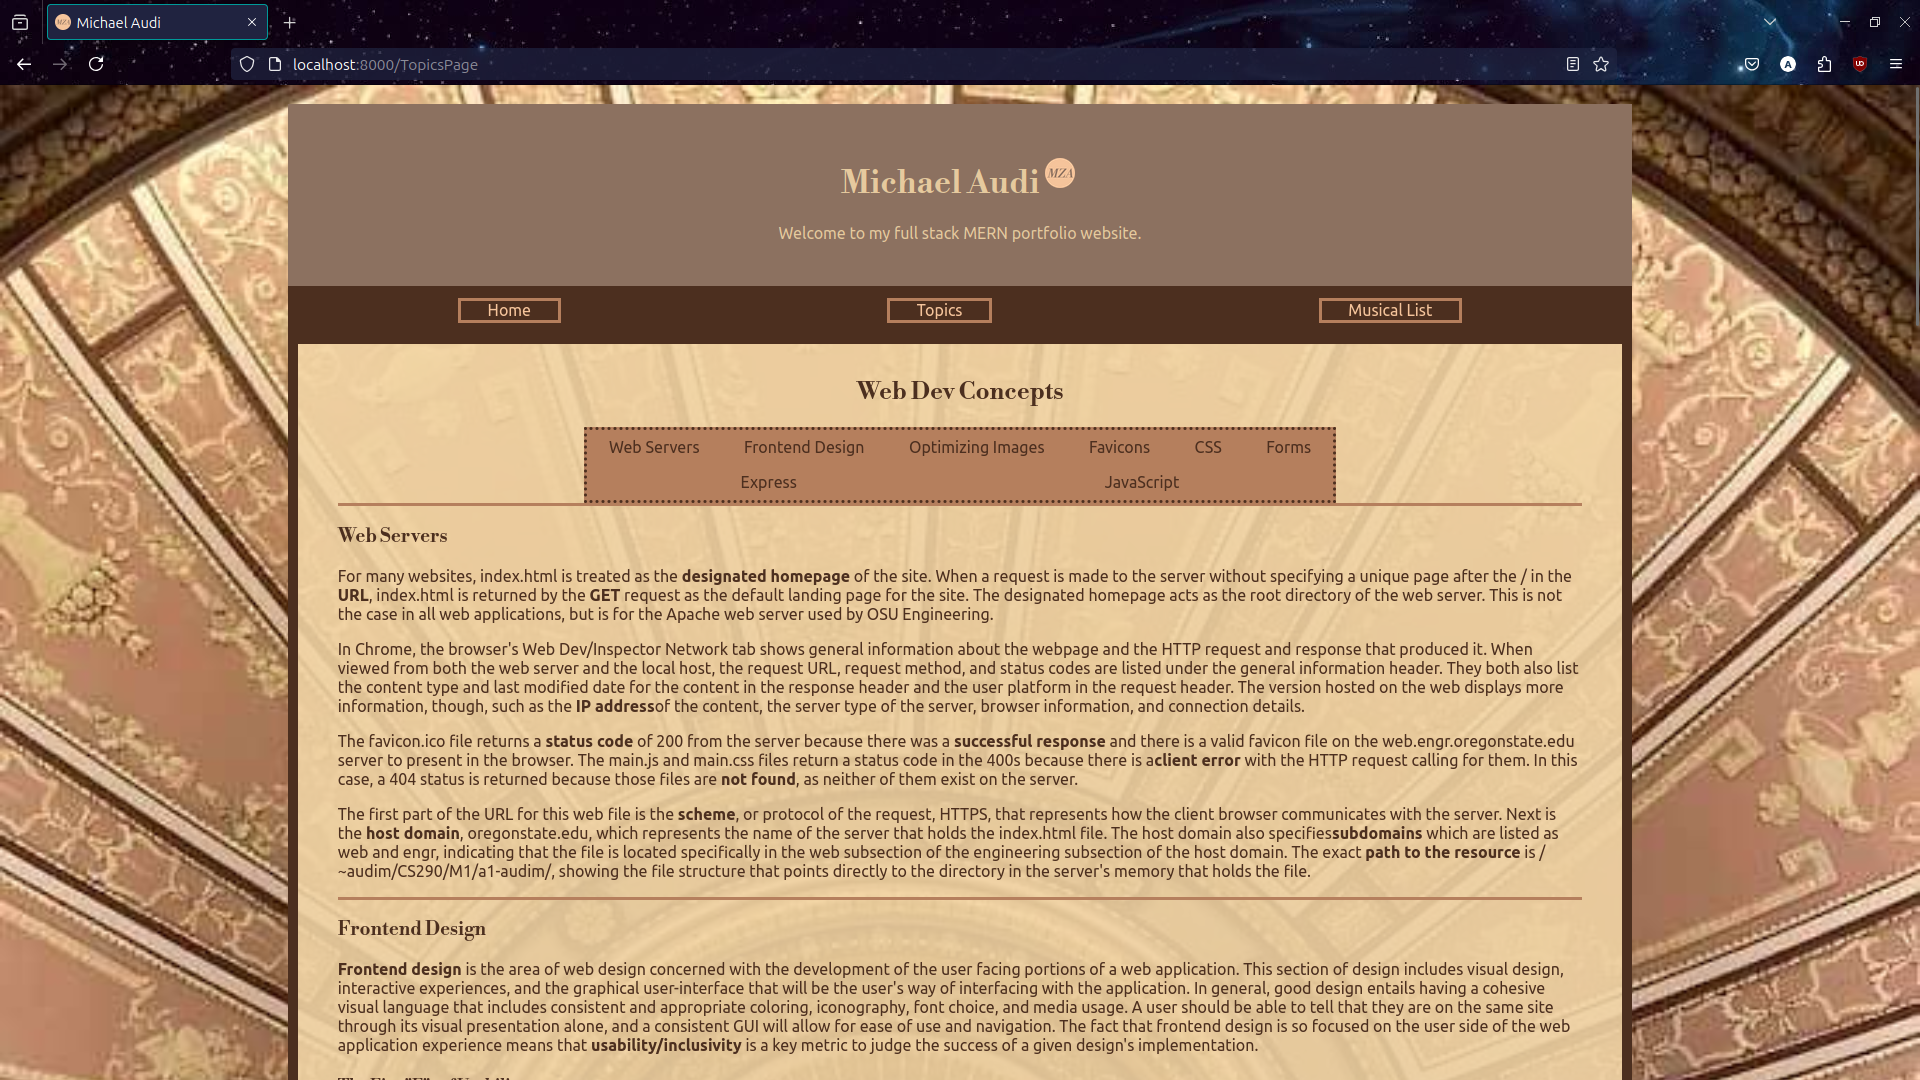 MZA Michael Audi
localhost:8000/TopicsPage
A
Michael Audi MZA
Welcome to my full stack MERN portfolio website.
Home Topics Musical List
Web Dev Concepts
Web Servers Frontend Design Optimizing Images Favicons CSS Forms
Express JavaScript
Web Servers
For many websites, index.html is treated as the designated homepage of the site. When a request is made to the server without specifying a unique page after the / in the
URL, index.html is returned by the GET request as the default landing page for the site. The designated homepage acts as the root directory of the web server. This is not
the case in all web applications, but is for the Apache web server used by OSU Engineering.
In Chrome, the browser's Web Dev/Inspector Network tab shows general information about the webpage and the HTTP request and response that produced it. When
viewed from both the web server and the local host, the request URL, request method, and status codes are listed under the general information header. They both also list
the content type and last modified date for the content in the response header and the user platform in the request header. The version hosted on the web displays more
information, though, such as the IP addressof the content, the server type of the server, browser information, and connection details.
The favicon.ico file returns a status code of 200 from the server because there was a successful response and there is a valid favicon file on the web.engr.oregonstate.edu
server to present in the browser. The main.js and main.css files return a status code in the 400s because there is aclient error with the HTTP request calling for them. In this
case, a 404 status is returned because those files are not found, as neither of them exist on the server.
The first part of the URL for this web file is the scheme, or protocol of the request, HTTPS, that represents how the client browser communicates with the server. Next is
the host domain, oregonstate.edu, which represents the name of the server that holds the index.html file. The host domain also specifiessubdomains which are listed as
web and engr, indicating that the file is located specifically in the web subsection of the engineering subsection of the host domain. The exact path to the resource is /
~audim/CS290/M1/a1-audim/, showing the file structure that points directly to the directory in the server's memory that holds the file.
Frontend Design
Frontend design is the area of web design concerned with the development of the user facing portions of a web application. This section of design includes visual design,
interactive experiences, and the graphical user-interface that will be the user's way of interfacing with the application. In general, good design entails having a cohesive
visual language that includes consistent and appropriate coloring, iconography, font choice, and media usage. A user should be able to tell that they are on the same site
through its visual presentation alone, and a consistent GUI will allow for ease of use and navigation. The fact that frontend design is so focused on the user side of the web
application experience means that usability/inclusivity is a key metric to judge the success of a given design's implementation.